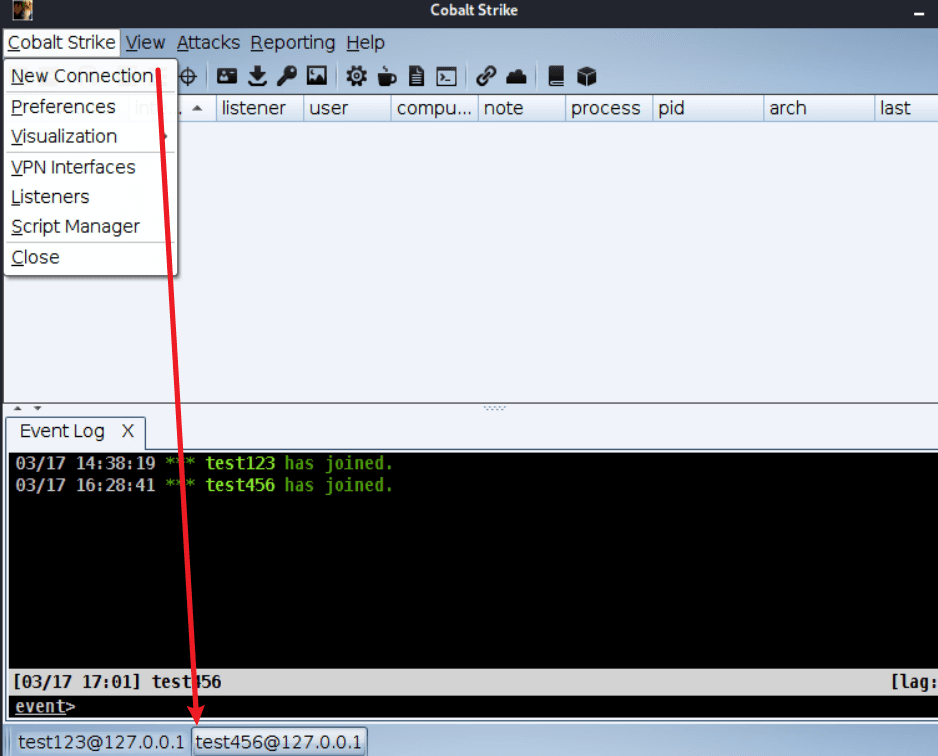 Cobalt Strike
Cobalt Strike View Attacks Reporting Help
New Connection
Preferences
Visualization
VPN Interfaces
Listeners
Script Manager
Close
listener user compu... note process pid arch last
Event Log X
03/17 14:38:19 *** test123 has joined.
03/17 16:28:41 *** test456 has joined.
[03/17 17:01] test456 [lag:
event>
test123@127.0.0.1 test456@127.0.0.1